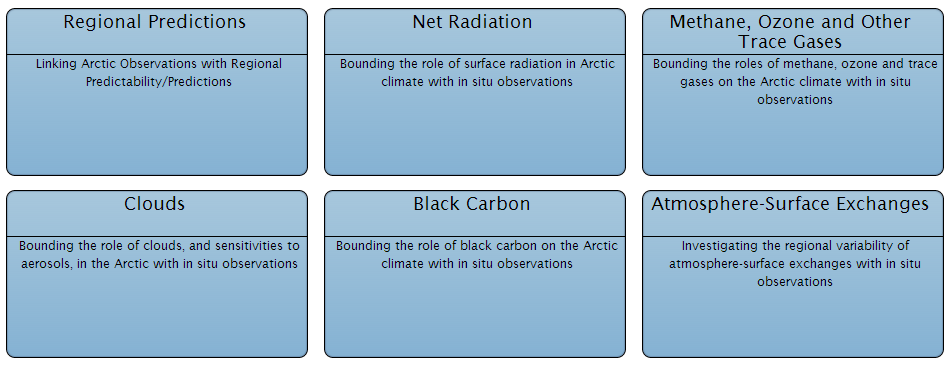 Regional Predictions
Linking Arctic Observations with Regional
Predictability/Predictions
Net Radiation
Bounding the role of surface radiation in Arctic
climate with in situ observations
Methane, Ozone and Other
Trace Gases
Bounding the roles of methane, ozone and trace
gases on the Arctic climate with in situ
observations
Clouds
Bounding the role of clouds, and sensitivities to
aerosols, in the Arctic with in situ observations
Black Carbon
Bounding the role of black carbon on the Arctic
climate with in situ observations
Atmosphere-Surface Exchanges
Investigating the regional variability of
atmosphere-surface exchanges with in situ
observations